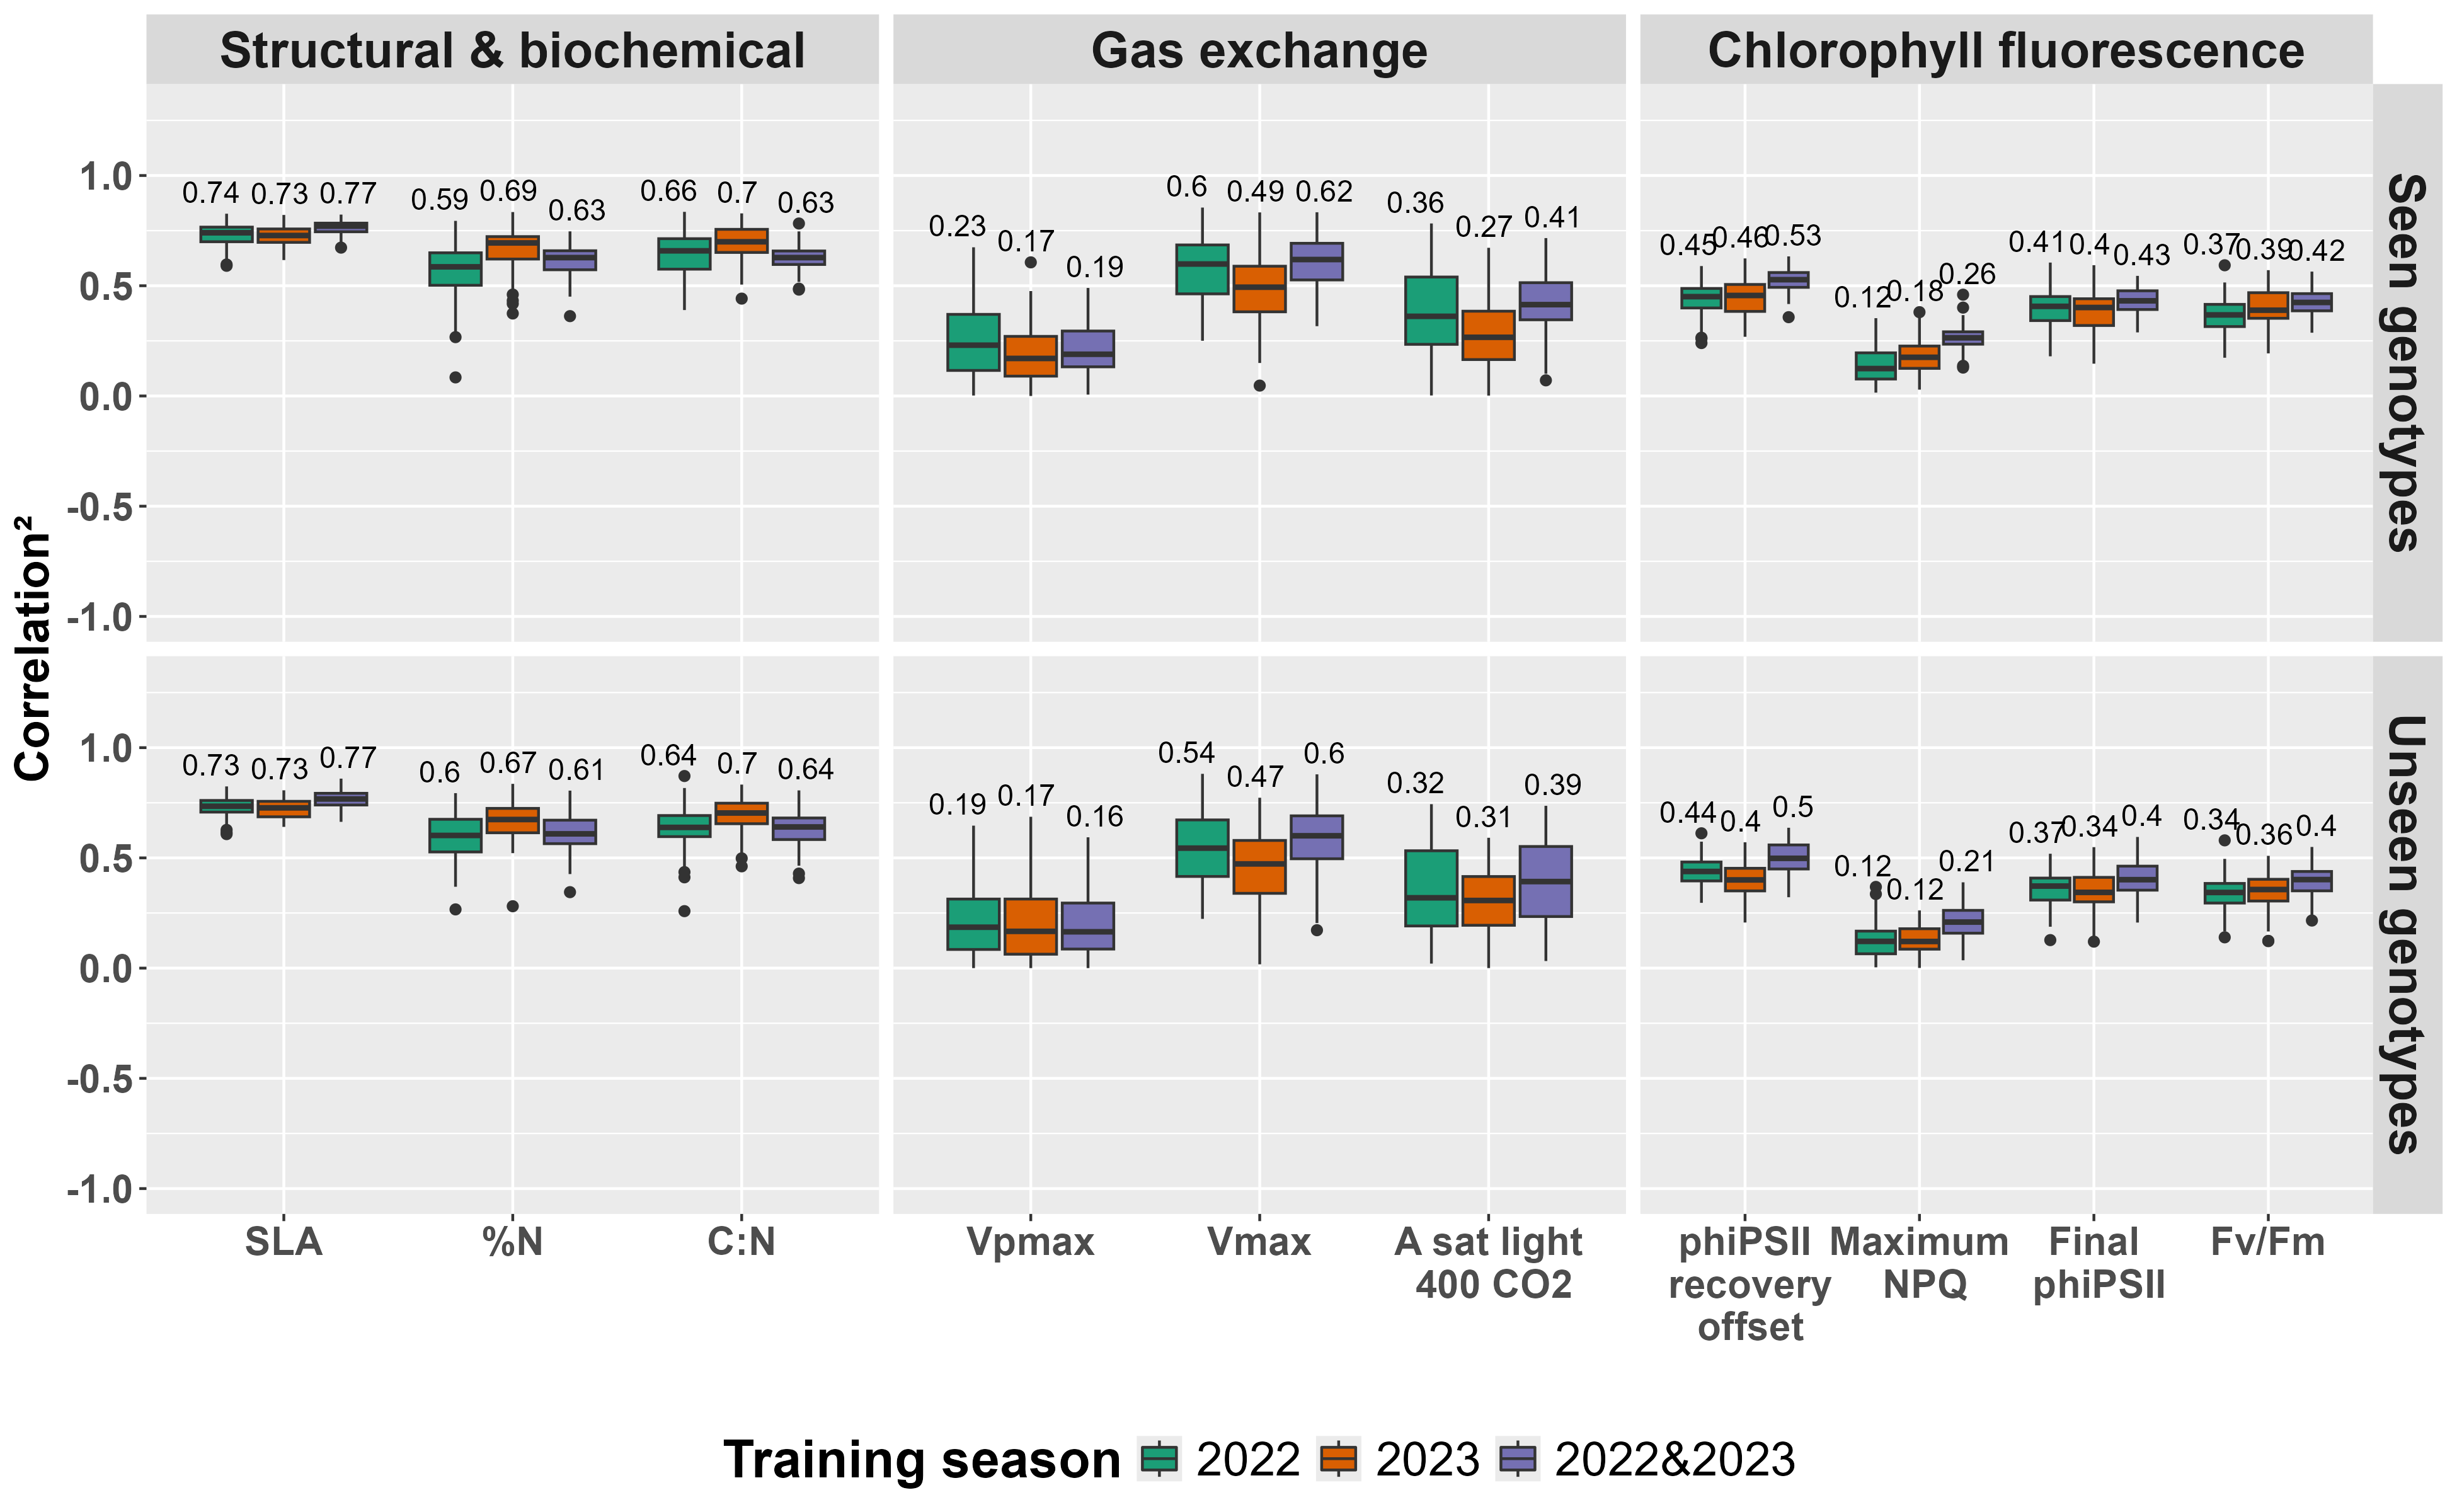 Structural & biochemical
Gas exchange
Chlorophyll fluorescence
Seen genotypes
Unseen genotypes
Correlation²
1.0
0.5
0.0
-0.5
-1.0
0.74 0.73 0.77 0.59 0.69 0.63 0.66 0.7 0.63
0.23 0.17 0.19 0.6 0.49 0.62 0.36 0.27 0.41
0.45 0.46 0.53 0.12 0.18 0.26 0.41 0.4 0.43 0.37 0.39 0.42
1.0
0.5
0.0
-0.5
-1.0
0.73 0.73 0.77 0.6 0.67 0.61 0.64 0.7 0.64
0.19 0.17 0.16 0.54 0.47 0.6 0.32 0.31 0.39
0.44 0.4 0.5 0.12 0.12 0.21 0.37 0.34 0.4 0.34 0.36 0.4
SLA
%N
C:N
Vpmax
Vmax
A sat light
400 CO2
phiPSII
recovery
offset
Maximum
NPQ
Final
phiPSII
Fv/Fm
Training season 2022 2023 2022&2023